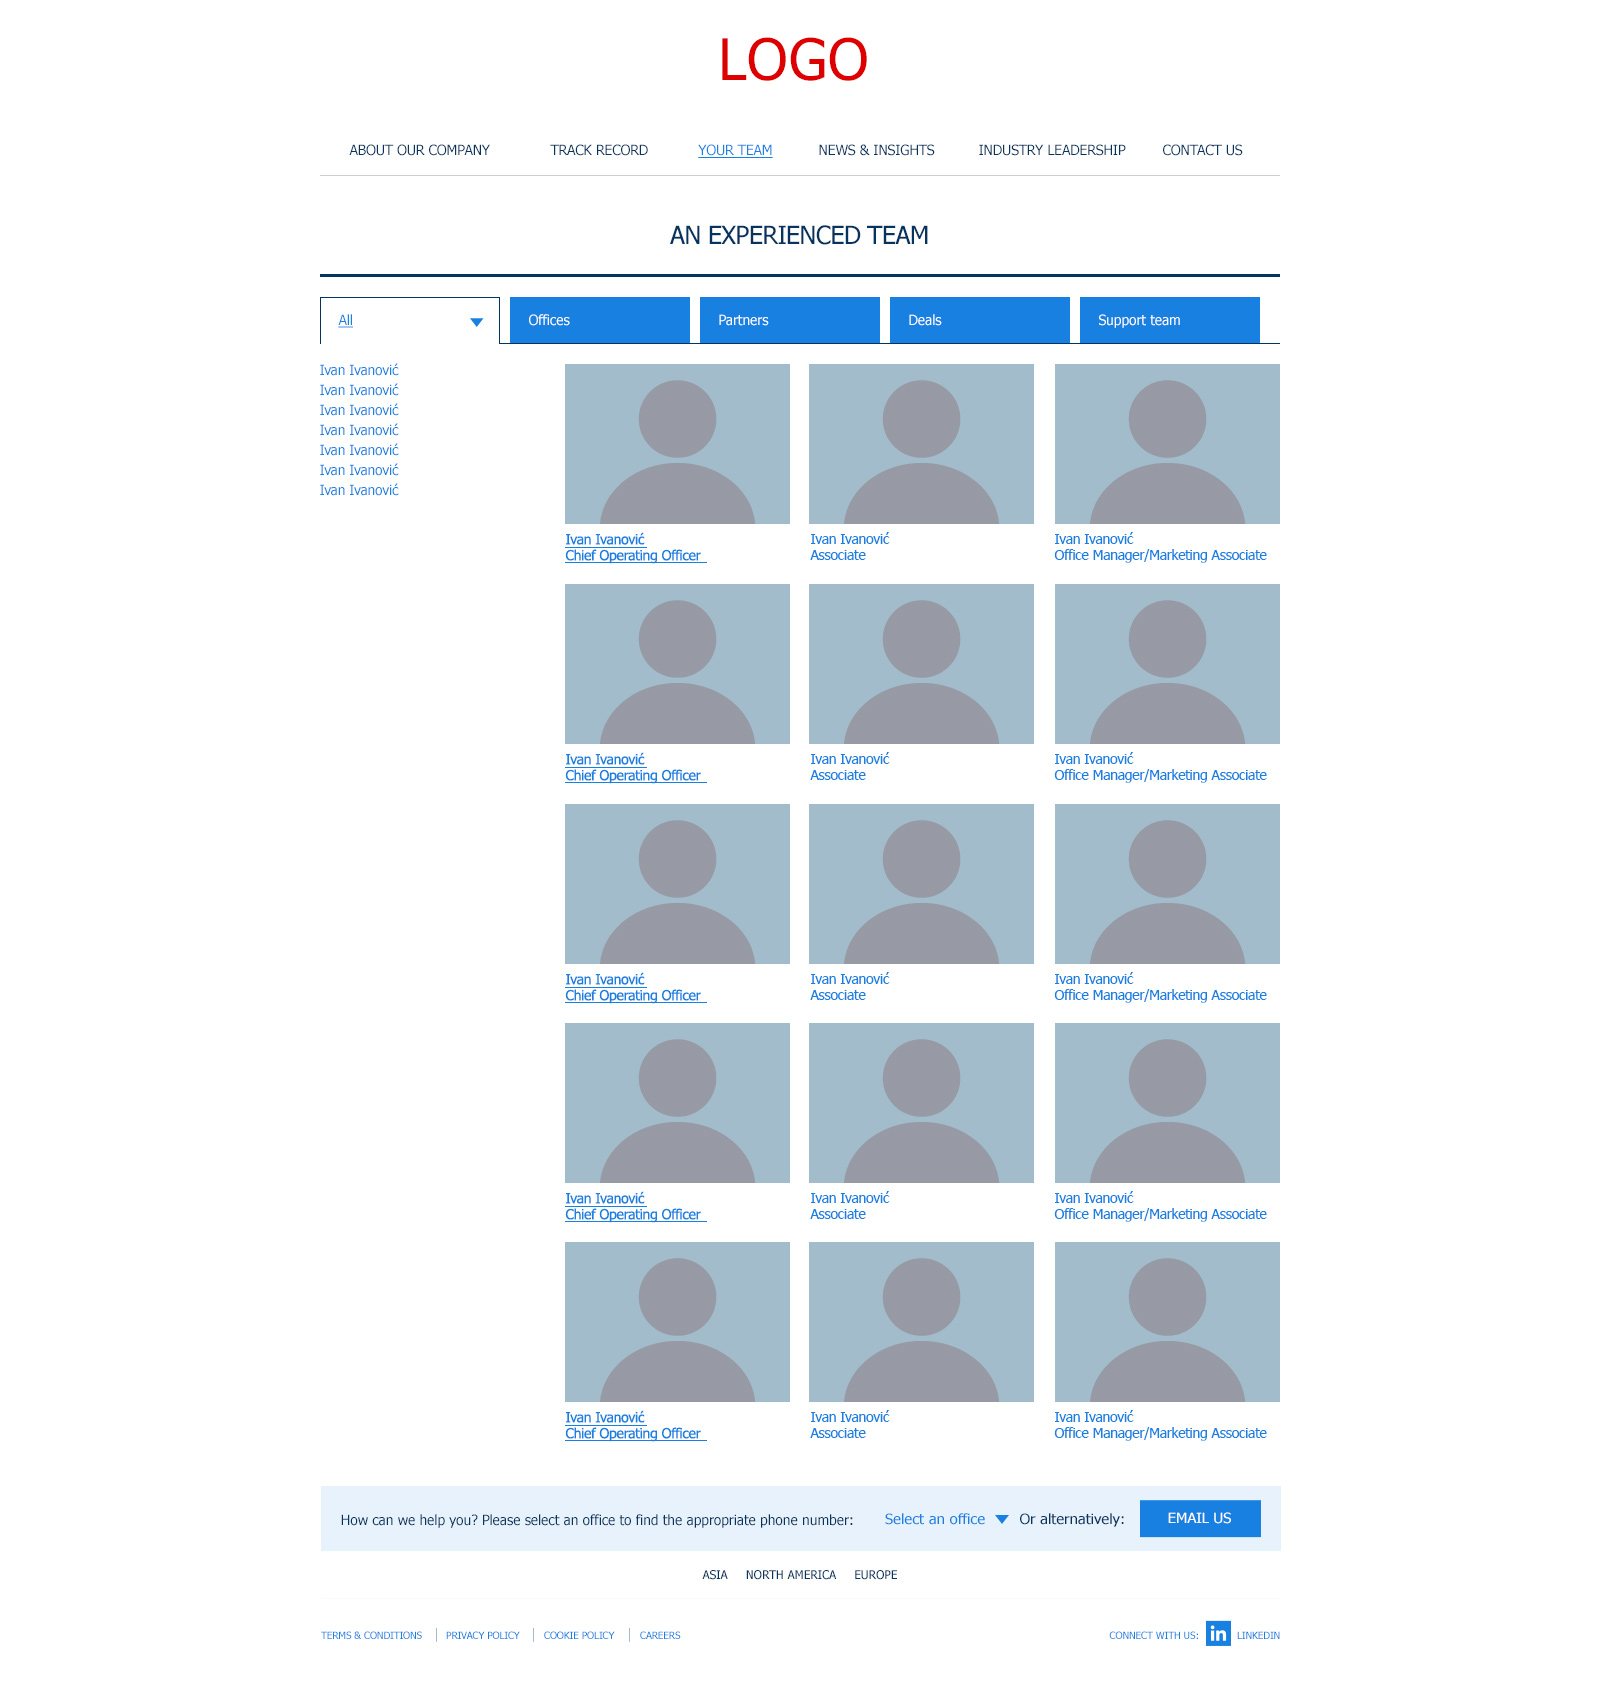 LOGO
ABOUT OUR COMPANY TRACK RECORD YOUR TEAM NEWS & INSIGHTS INDUSTRY LEADERSHIP CONTACT US
AN EXPERIENCED TEAM
All Offices Partners Deals Support team
Ivan Ivanović
Ivan Ivanović
Ivan Ivanović
Ivan Ivanović
Ivan Ivanović
Ivan Ivanović
Ivan Ivanović
Ivan Ivanović Ivan Ivanović Ivan Ivanović
Chief Operating Officer Associate Office Manager/Marketing Associate
Ivan Ivanović Ivan Ivanović Ivan Ivanović
Chief Operating Officer Associate Office Manager/Marketing Associate
Ivan Ivanović Ivan Ivanović Ivan Ivanović
Chief Operating Officer Associate Office Manager/Marketing Associate
Ivan Ivanović Ivan Ivanović Ivan Ivanović
Chief Operating Officer Associate Office Manager/Marketing Associate
Ivan Ivanović Ivan Ivanović Ivan Ivanović
Chief Operating Officer Associate Office Manager/Marketing Associate
How can we help you? Please select an office to find the appropriate phone number: Select an office Or alternatively: EMAIL US
ASIA NORTH AMERICA EUROPE
TERMS & CONDITIONS PRIVACY POLICY COOKIE POLICY CAREERS CONNECT WITH US: in LINKEDIN